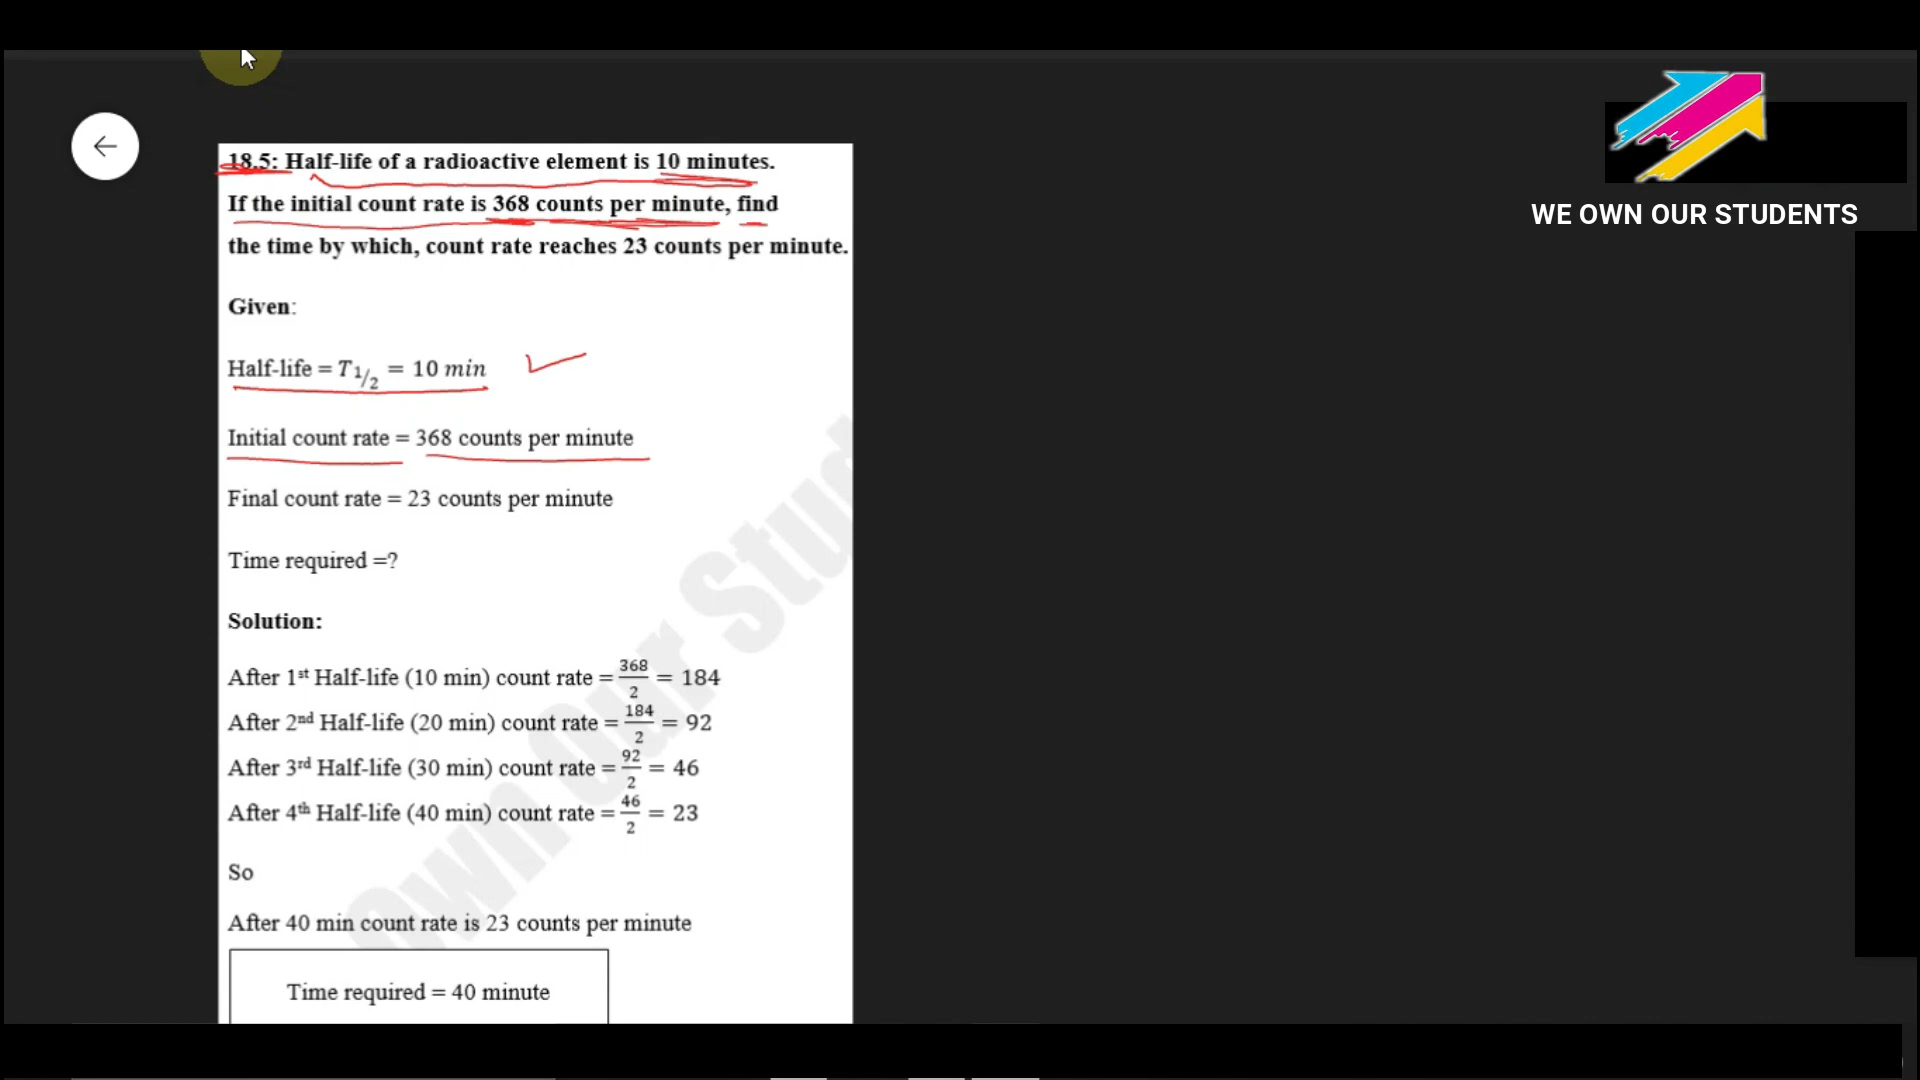 WE OWN OUR STUDENTS
18.5: Half-life of a radioactive element is 10 minutes.
If the initial count rate is 368 counts per minute, find
the time by which, count rate reaches 23 counts per minute.
Given:
Half-life = T1/2 = 10 min
Initial count rate = 368 counts per minute
Final count rate = 23 counts per minute
Time required =?
Solution:
After 1st Half-life (10 min) count rate = 368/2 = 184
After 2nd Half-life (20 min) count rate = 184/2 = 92
After 3rd Half-life (30 min) count rate = 92/2 = 46
After 4th Half-life (40 min) count rate = 46/2 = 23
So
After 40 min count rate is 23 counts per minute
Time required = 40 minute
Own Our Stud